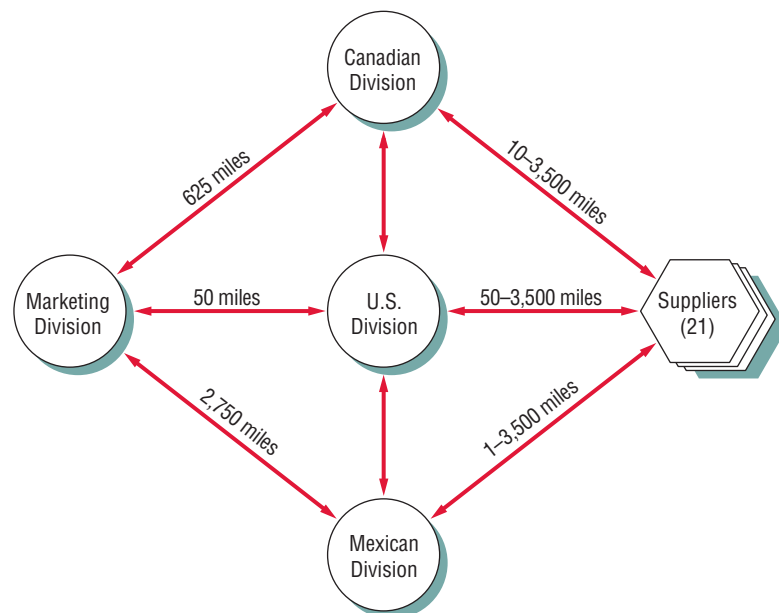 Canadian
Division
625 miles
10–3,500 miles
Marketing
Division
50 miles
U.S.
Division
50–3,500 miles
Suppliers
(21)
2,750 miles
1–3,500 miles
Mexican
Division